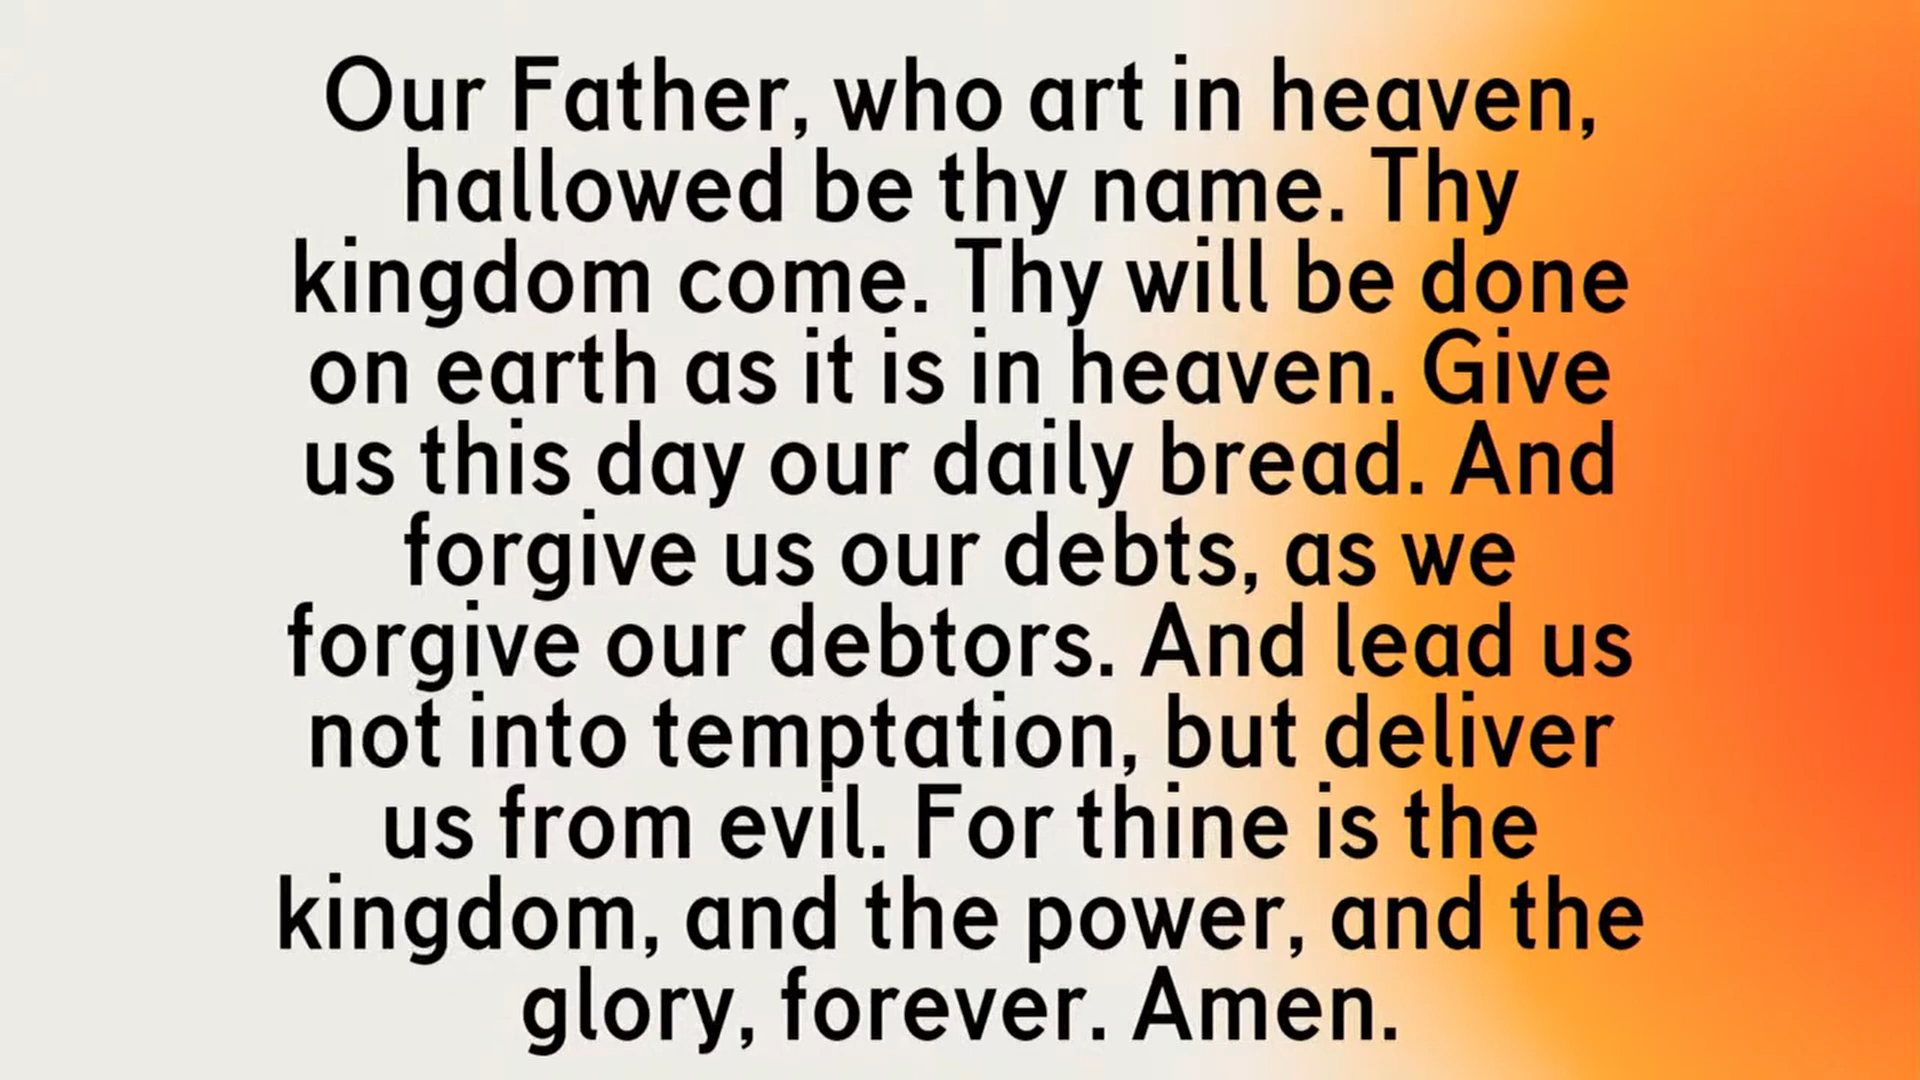 Our Father, who art in heaven,
hallowed be thy name. Thy
kingdom come. Thy will be done
on earth as it is in heaven. Give
us this day our daily bread. And
forgive us our debts, as we
forgive our debtors. And lead us
not into temptation, but deliver
us from evil. For thine is the
kingdom, and the power, and the
glory, forever. Amen.